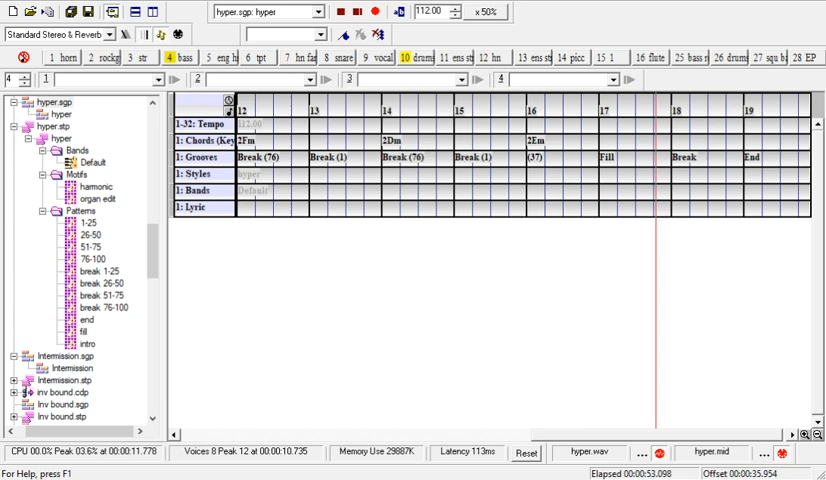 hyper.sgp: hyper 112.00 x 50%
Standard Stereo & Reverb
1 horn 2 rockg 3 str 4 bass 5 eng h 6 tpt 7 hn fan 8 snare 9 vocal 10 drums 11 ens str 12 hn 13 ens str 14 picc 15 1 16 flute 25 bass r 26 drums 27 squ ba 28 EP
4 1 2 3 4
hyper.sgp
hyper
hyper.stp
hyper
Bands
Default
Motifs
harmonic
organ edit
Patterns
1-25
26-50
51-75
76-100
break 1-25
break 26-50
break 51-75
break 76-100
end
fill
intro
Intermission.sgp
Intermission
Intermission.stp
inv bound.cdp
Inv bound.sgp
Inv bound.stp
12 13 14 15 16 17 18 19
1-32: Tempo 112.00
1: Chords (Key 2Fm 2Dm 2Em
1: Grooves Break (76) Break (1) Break (76) Break (1) (37) Fill Break End
1: Styles hyper
1: Bands Default
1: Lyric
CPU 00.0% Peak 03.6% at 00:00:11.778 Voices 8 Peak 12 at 00:00:10.735 Memory Use 29887K Latency 113ms Reset hyper.wav ... hyper.mid ...
For Help, press F1 Elapsed 00:00:53.098 Offset 00:00:35.954